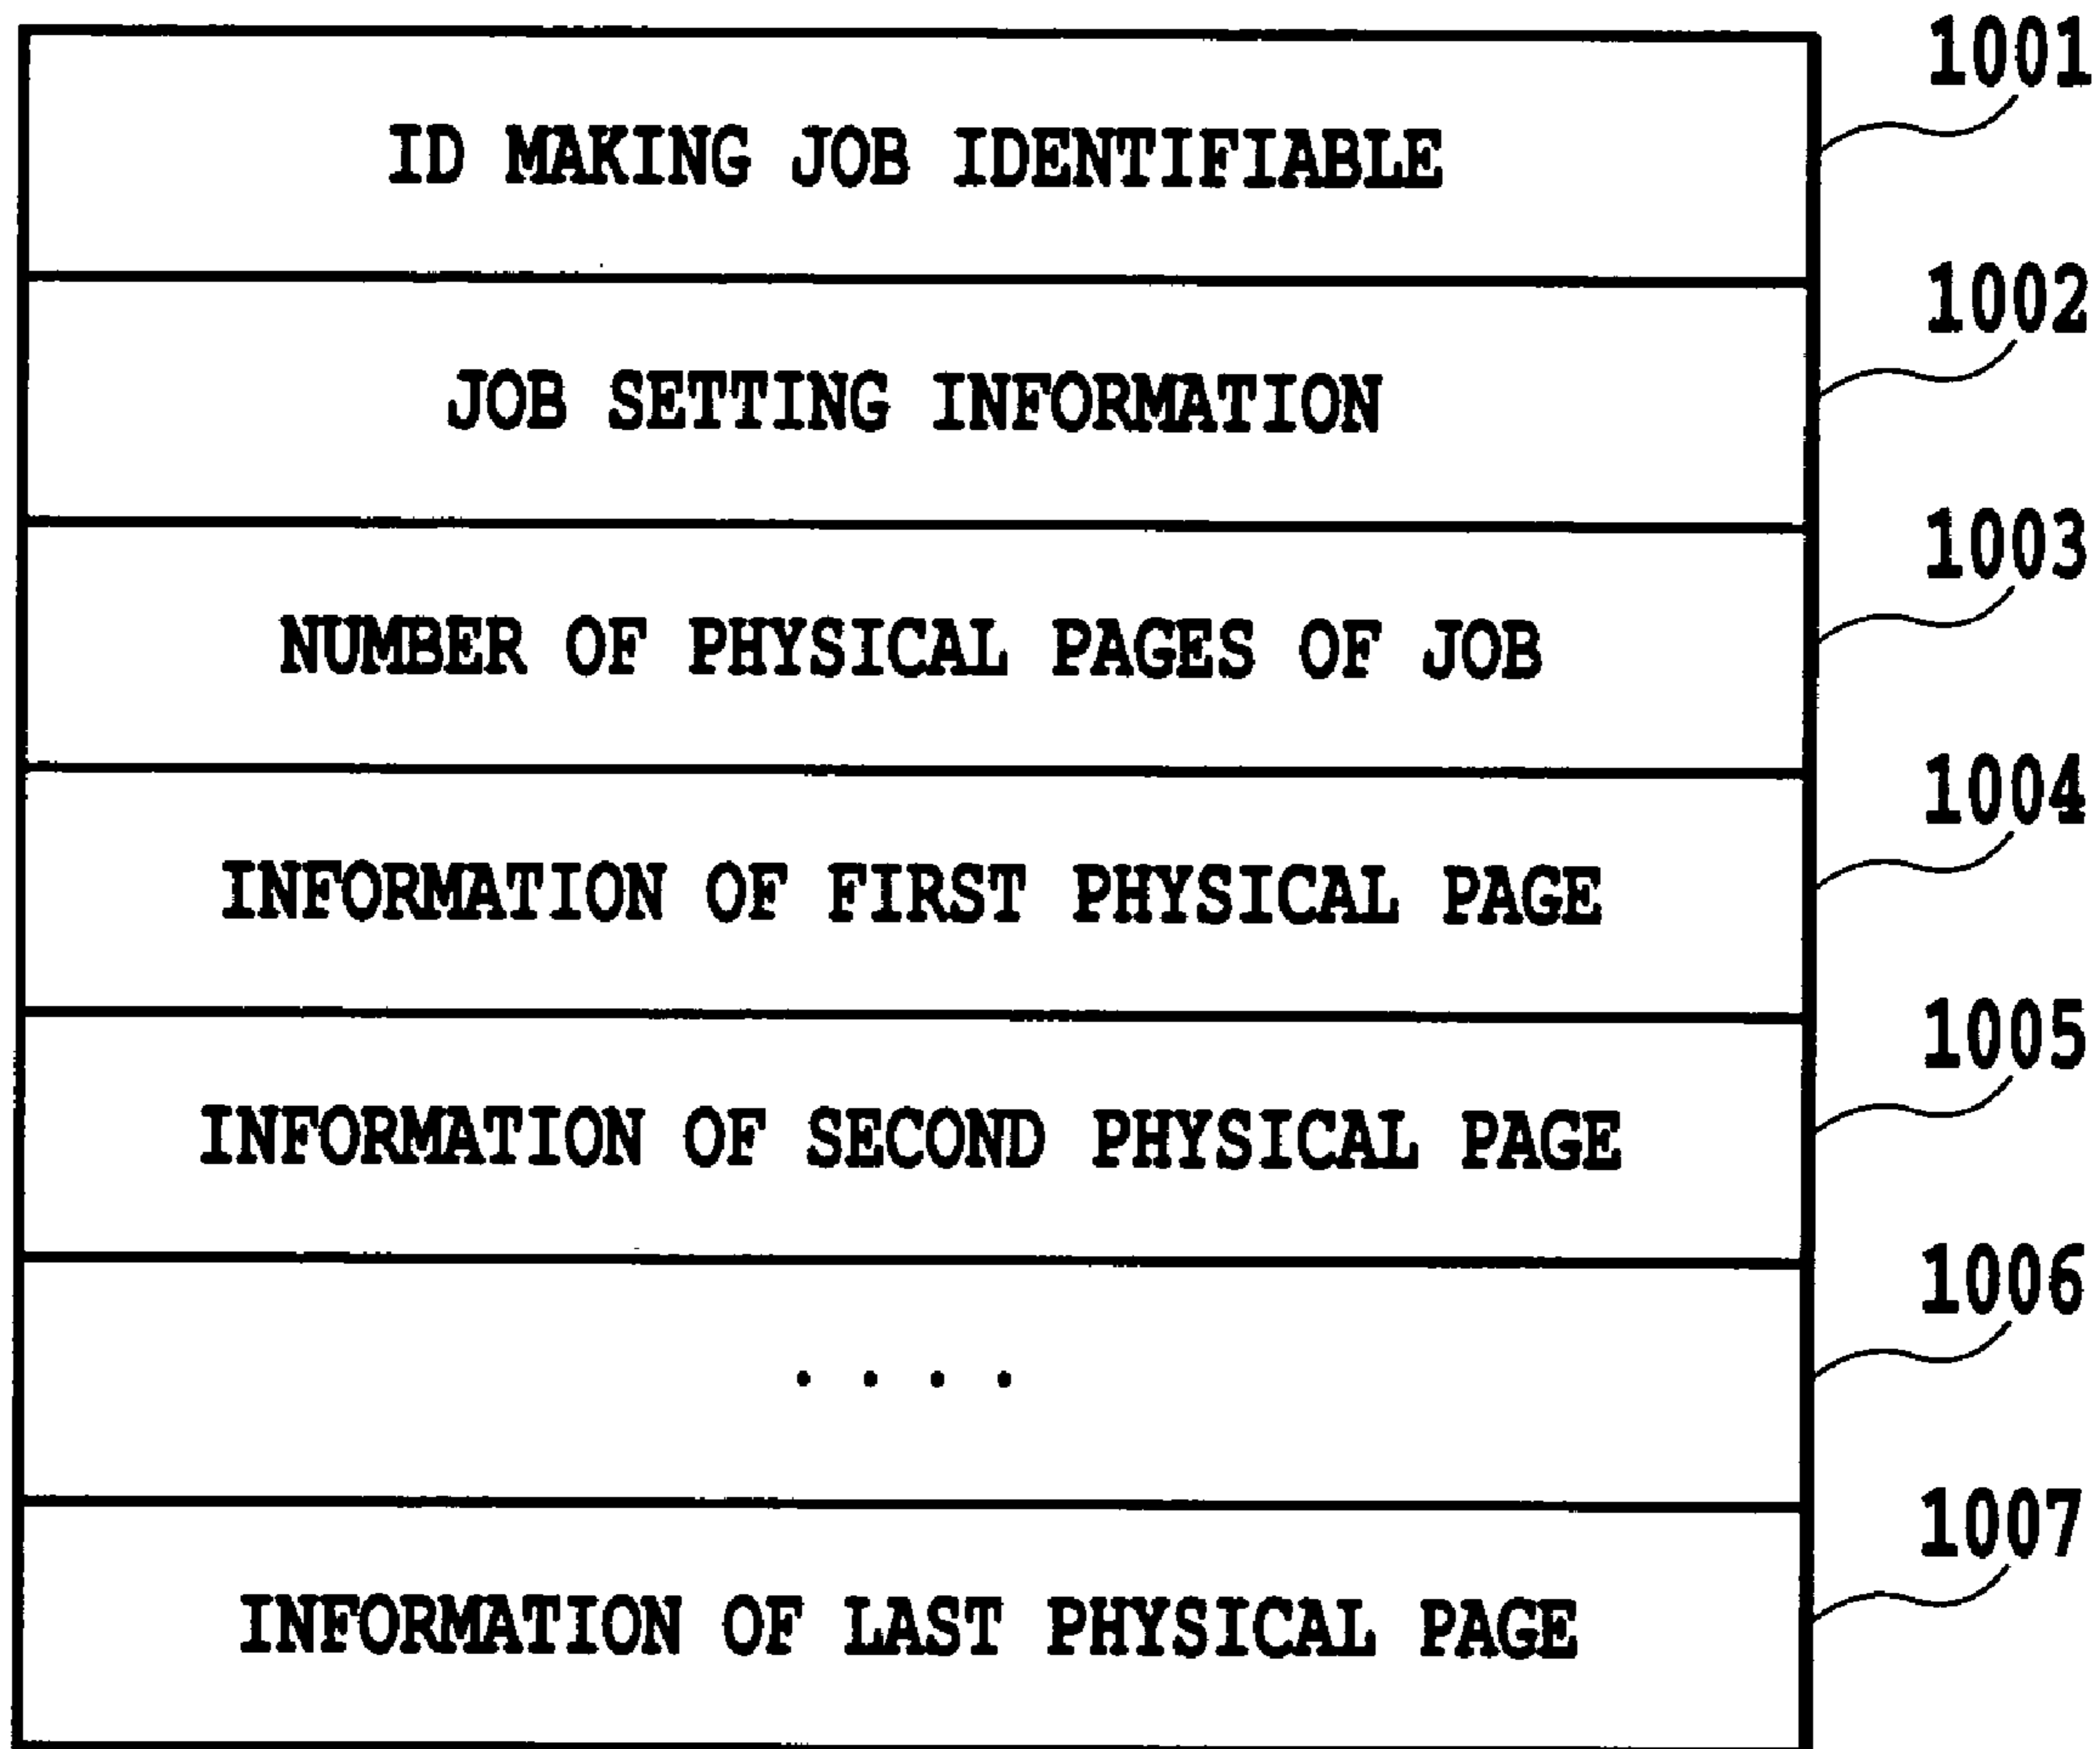 1001
ID MAKING JOB IDENTIFIABLE
1002
JOB SETTING INFORMATION
1003
NUMBER OF PHYSICAL PAGES OF JOB
1004
INFORMATION OF FIRST PHYSICAL PAGE
1005
INFORMATION OF SECOND PHYSICAL PAGE
1006
. . . .
1007
INFORMATION OF LAST PHYSICAL PAGE